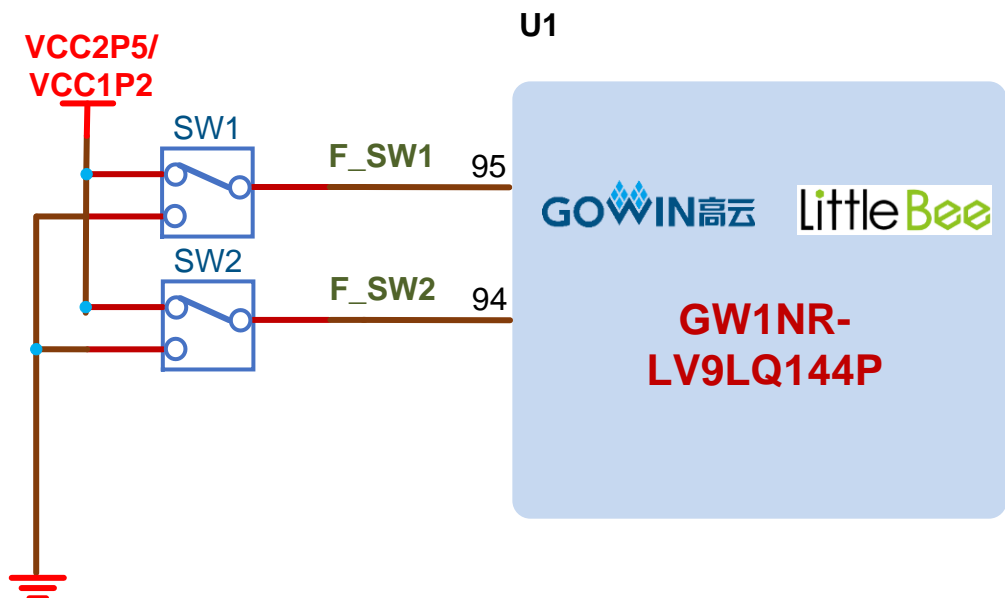 U1
VCC2P5/
VCC1P2
SW1
F_SW1
95
GOWIN高云
LittleBee
SW2
F_SW2
94
GW1NR-
LV9LQ144P